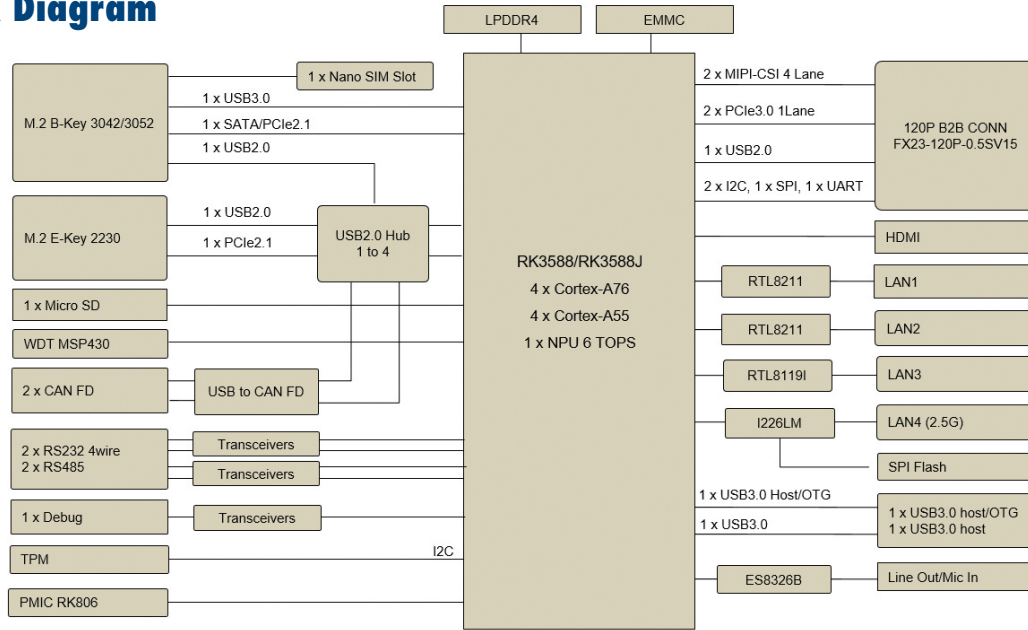 Diagram
LPDDR4
EMMC
M.2 B-Key 3042/3052
1 x Nano SIM Slot
1 x USB3.0
1 x SATA/PCIe2.1
1 x USB2.0
M.2 E-Key 2230
1 x USB2.0
1 x PCIe2.1
USB2.0 Hub
1 to 4
1 x Micro SD
WDT MSP430
2 x CAN FD
USB to CAN FD
2 x RS232 4wire
2 x RS485
Transceivers
Transceivers
1 x Debug
Transceivers
TPM
I2C
PMIC RK806
RK3588/RK3588J
4 x Cortex-A76
4 x Cortex-A55
1 x NPU 6 TOPS
2 x MIPI-CSI 4 Lane
2 x PCIe3.0 1Lane
1 x USB2.0
2 x I2C, 1 x SPI, 1 x UART
120P B2B CONN
FX23-120P-0.5SV15
HDMI
RTL8211
LAN1
RTL8211
LAN2
RTL8119I
LAN3
I226LM
LAN4 (2.5G)
SPI Flash
1 x USB3.0 Host/OTG
1 x USB3.0
1 x USB3.0 host/OTG
1 x USB3.0 host
ES8326B
Line Out/Mic In